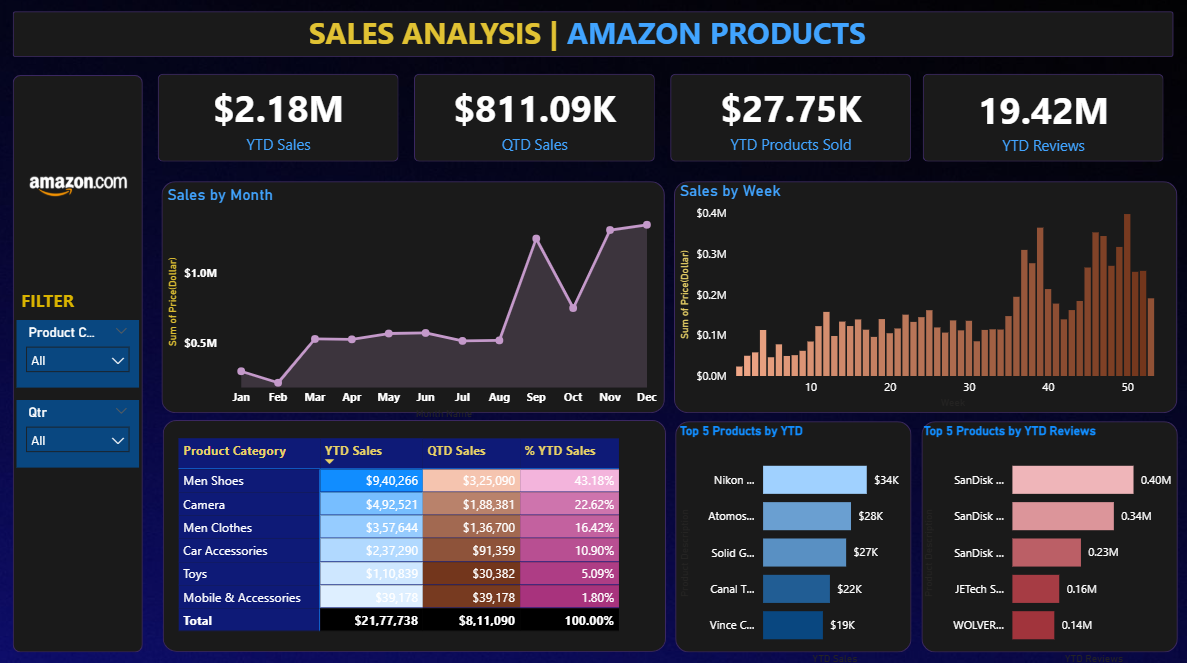 SALES ANALYSIS | AMAZON PRODUCTS
amazon.com
FILTER
Product C...
All
Qtr
All
$2.18M
YTD Sales
$811.09K
QTD Sales
$27.75K
YTD Products Sold
19.42M
YTD Reviews
Sales by Month
Sum of Price(Dollar)
$1.0M
$0.5M
Jan Feb Mar Apr May Jun Jul Aug Sep Oct Nov Dec
Month Name
Sales by Week
Sum of Price(Dollar)
$0.4M
$0.3M
$0.2M
$0.1M
$0.0M
10 20 30 40 50
Week
Product Category YTD Sales QTD Sales % YTD Sales
Men Shoes $9,40,266 $3,25,090 43.18%
Camera $4,92,521 $1,88,381 22.62%
Men Clothes $3,57,644 $1,36,700 16.42%
Car Accessories $2,37,290 $91,359 10.90%
Toys $1,10,839 $30,382 5.09%
Mobile & Accessories $39,178 $39,178 1.80%
Total $21,77,738 $8,11,090 100.00%
Top 5 Products by YTD
Nikon ... $34K
Atomos... $28K
Solid G... $27K
Canal T... $22K
Vince C... $19K
YTD Sales
Top 5 Products by YTD Reviews
SanDisk ... 0.40M
SanDisk ... 0.34M
SanDisk ... 0.23M
JETech S... 0.16M
WOLVER... 0.14M
YTD Reviews